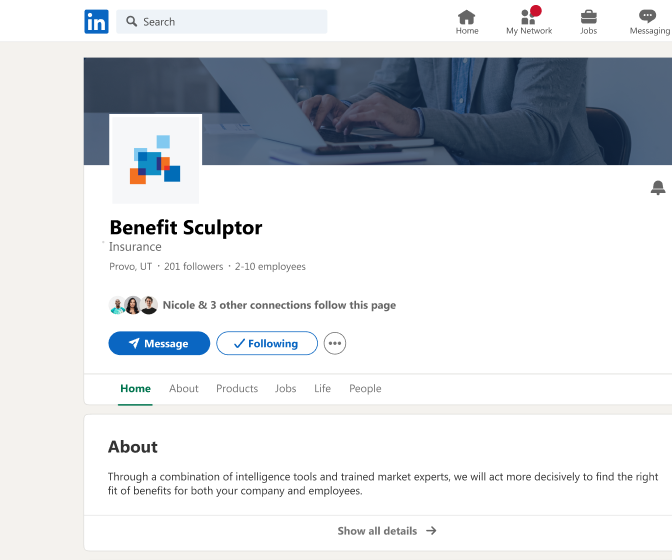 in Search
Home My Network Jobs Messaging
Benefit Sculptor
Insurance
Provo, UT · 201 followers · 2-10 employees
Nicole & 3 other connections follow this page
Message Following
Home About Products Jobs Life People
About
Through a combination of intelligence tools and trained market experts, we will act more decisively to find the right
fit of benefits for both your company and employees.
Show all details